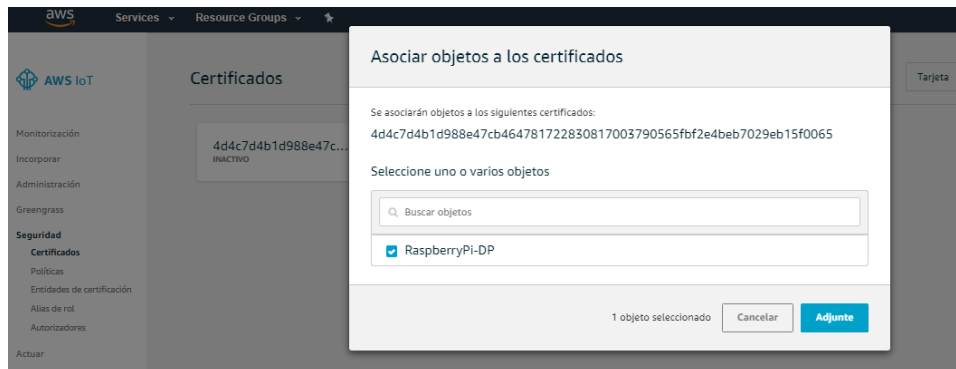 aws Services Resource Groups
AWS IoT
Monitorización
Incorporar
Administración
Greengrass
Seguridad
Certificados
Políticas
Entidades de certificación
Alias de rol
Autorizadores
Actuar
Certificados
Tarjeta
4d4c7d4b1d988e47c...
INACTIVO
Asociar objetos a los certificados
Se asociarán objetos a los siguientes certificados:
4d4c7d4b1d988e47cb464781722830817003790565fbf2e4beb7029eb15f0065
Seleccione uno o varios objetos
Buscar objetos
RaspberryPi-DP
1 objeto seleccionado Cancelar Adjunte